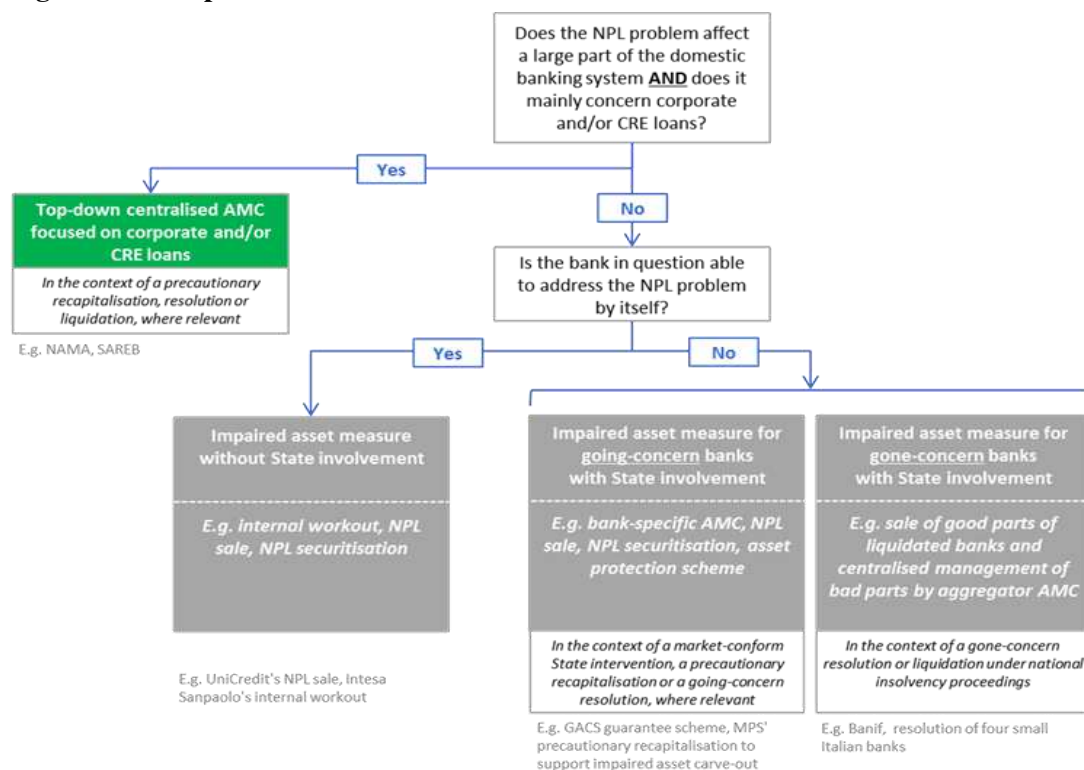 Does the NPL problem affect
a large part of the domestic
banking system AND does it
mainly concern corporate
and/or CRE loans?
Yes
No
Top-down centralised AMC
focused on corporate and/or
CRE loans
In the context of a precautionary
recapitalisation, resolution or
liquidation, where relevant
E.g. NAMA, SAREB
Is the bank in question able
to address the NPL problem
by itself?
Yes
No
Impaired asset measure
without State involvement
E.g. internal workout, NPL
sale, NPL securitisation
E.g. UniCredit's NPL sale, Intesa
Sanpaolo's internal workout
Impaired asset measure for
going-concern banks
with State involvement
E.g. bank-specific AMC, NPL
sale, NPL securitisation, asset
protection scheme
In the context of a market-conform
State intervention, a precautionary
recapitalisation or a going-concern
resolution, where relevant
E.g. GACS guarantee scheme, MPS'
precautionary recapitalisation to
support impaired asset carve-out
Impaired asset measure for
gone-concern banks
with State involvement
E.g. sale of good parts of
liquidated banks and
centralised management of
bad parts by aggregator AMC
In the context of a gone-concern
resolution or liquidation under national
insolvency proceedings
E.g. Banif, resolution of four small
Italian banks